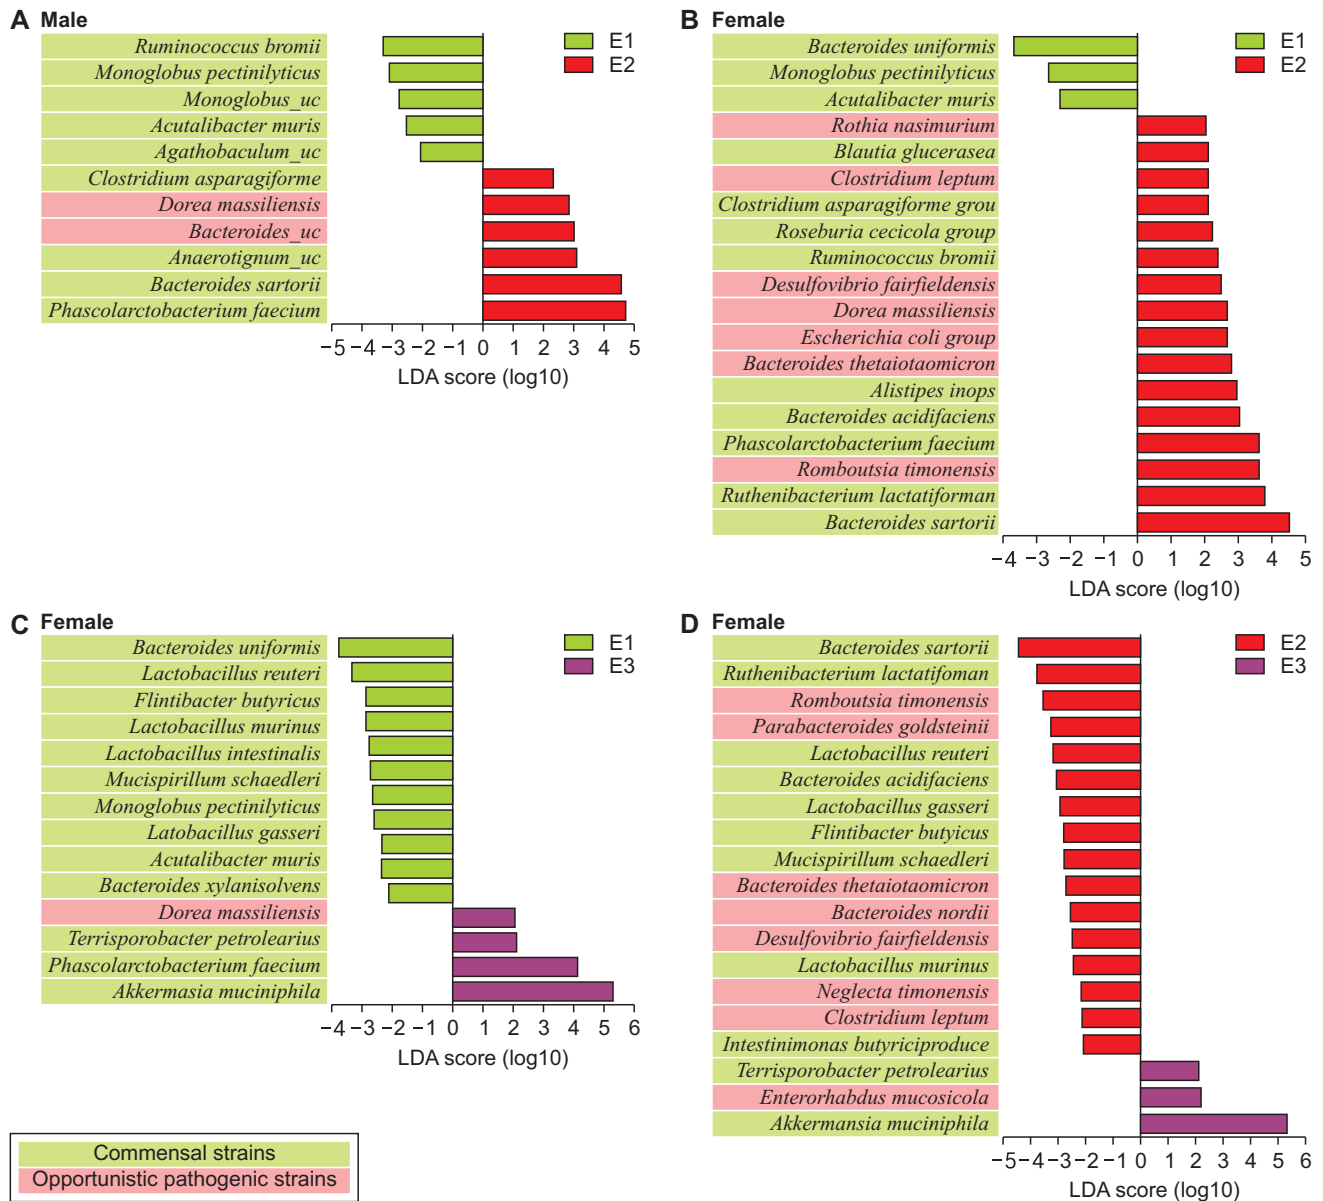 A Male
E1
E2
Ruminococcus bromii
Monoglobus pectinilyticus
Monoglobus_uc
Acutalibacter muris
Agathobaculum_uc
Clostridium asparagiforme
Dorea massiliensis
Bacteroides_uc
Anaerotignum_uc
Bacteroides sartorii
Phascolarctobacterium faecium
−5 −4 −3 −2 −1 0 1 2 3 4 5
LDA score (log10)
B Female
E1
E2
Bacteroides uniformis
Monoglobus pectinilyticus
Acutalibacter muris
Rothia nasimurium
Blautia glucerasea
Clostridium leptum
Clostridium asparagiforme grou
Roseburia cecicola group
Ruminococcus bromii
Desulfovibrio fairfieldensis
Dorea massiliensis
Escherichia coli group
Bacteroides thetaiotaomicron
Alistipes inops
Bacteroides acidifaciens
Phascolarctobacterium faecium
Romboutsia timonensis
Ruthenibacterium lactatiforman
Bacteroides sartorii
−4 −3 −2 −1 0 1 2 3 4 5
LDA score (log10)
C Female
E1
E3
Bacteroides uniformis
Lactobacillus reuteri
Flintibacter butyricus
Lactobacillus murinus
Lactobacillus intestinalis
Mucispirillum schaedleri
Monoglobus pectinilyticus
Latobacillus gasseri
Acutalibacter muris
Bacteroides xylanisolvens
Dorea massiliensis
Terrisporobacter petrolearius
Phascolarctobacterium faecium
Akkermasia muciniphila
−4 −3 −2 −1 0 1 2 3 4 5 6
LDA score (log10)
D Female
E2
E3
Bacteroides sartorii
Ruthenibacterium lactatifoman
Romboutsia timonensis
Parabacteroides goldsteinii
Lactobacillus reuteri
Bacteroides acidifaciens
Lactobacillus gasseri
Flintibacter butyicus
Mucispirillum schaedleri
Bacteroides thetaiotaomicron
Bacteroides nordii
Desulfovibrio fairfieldensis
Lactobacillus murinus
Neglecta timonensis
Clostridium leptum
Intestinimonas butyriciproduce
Terrisporobacter petrolearius
Enterorhabdus mucosicola
Akkermansia muciniphila
−5 −4 −3 −2 −1 0 1 2 3 4 5 6
LDA score (log10)
Commensal strains
Opportunistic pathogenic strains